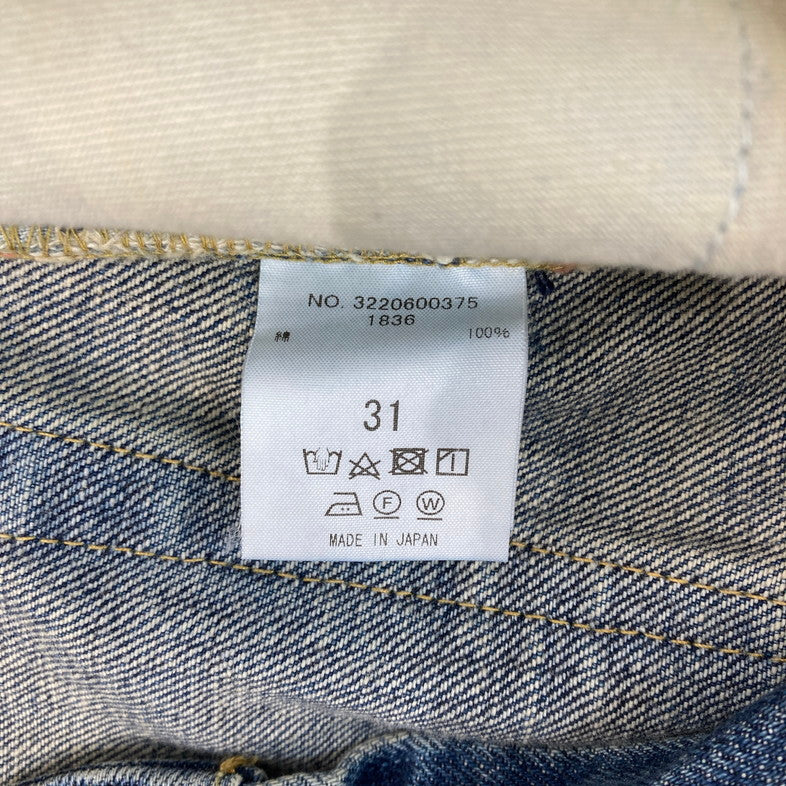 NO. 3220600375
1836
綿 100%
31
F W
MADE IN JAPAN